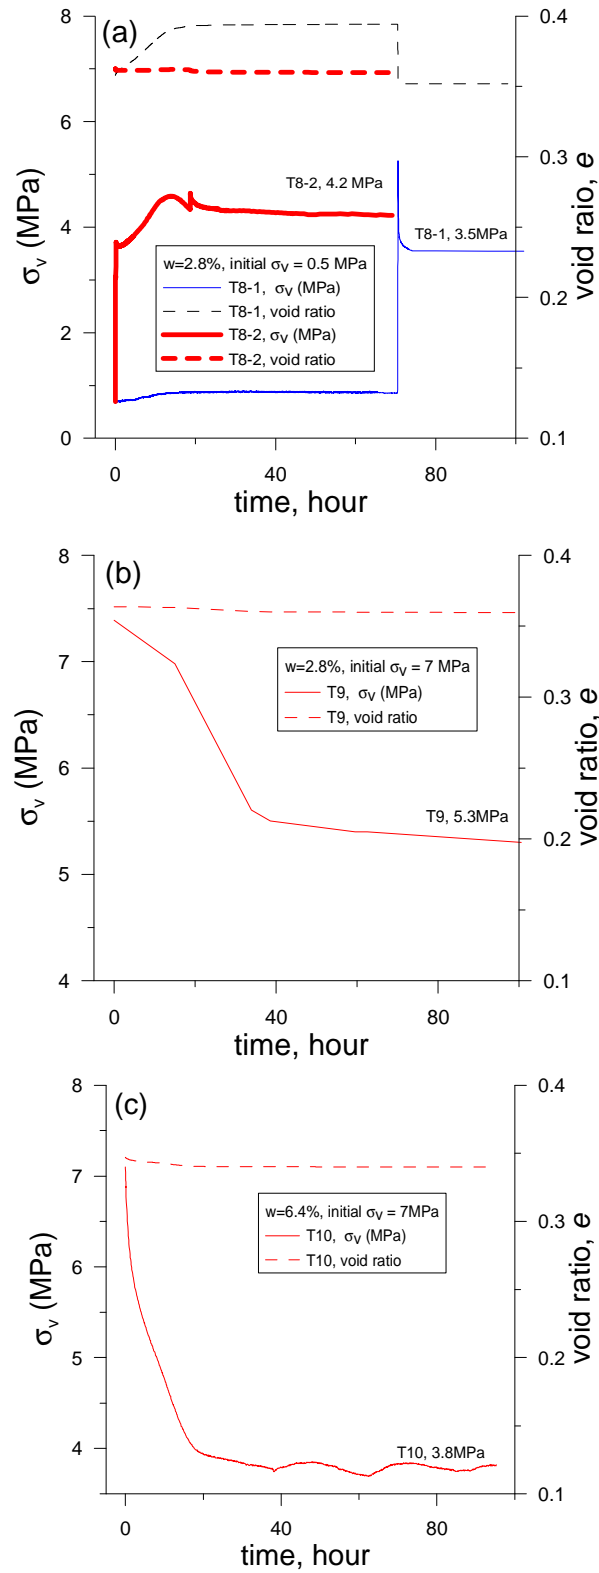 (a)
8
6
4
2
0
σv (MPa)
0.4
0.3
0.2
0.1
void raio, e
T8-2, 4.2 MPa
T8-1, 3.5MPa
w=2.8%, initial σv = 0.5 MPa
T8-1, σv (MPa)
T8-1, void ratio
T8-2, σv (MPa)
T8-2, void ratio
0 40 80
time, hour
(b)
8
7
6
5
4
σv (MPa)
0.4
0.3
0.2
0.1
void ratio, e
w=2.8%, initial σv = 7 MPa
T9, σv (MPa)
T9, void ratio
T9, 5.3MPa
0 40 80
time, hour
(c)
8
7
6
5
4
σv (MPa)
0.4
0.3
0.2
0.1
void ratio, e
w=6.4%, initial σv = 7MPa
T10, σv (MPa)
T10, void ratio
T10, 3.8MPa
0 40 80
time, hour